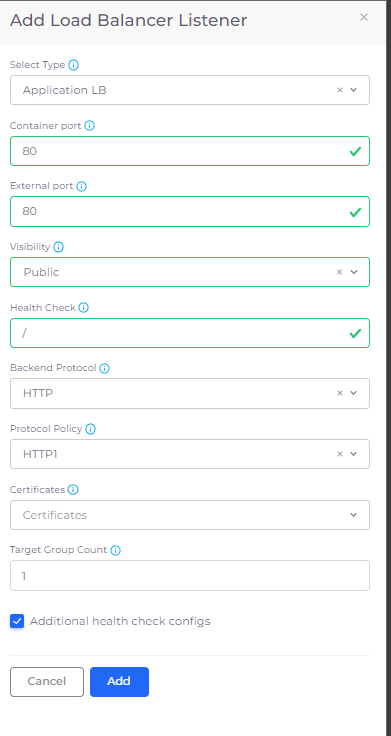 Add Load Balancer Listener
Select Type
Application LB
Container port
80
External port
80
Visibility
Public
Health Check
/
Backend Protocol
HTTP
Protocol Policy
HTTP1
Certificates
Certificates
Target Group Count
1
Additional health check configs
Cancel Add